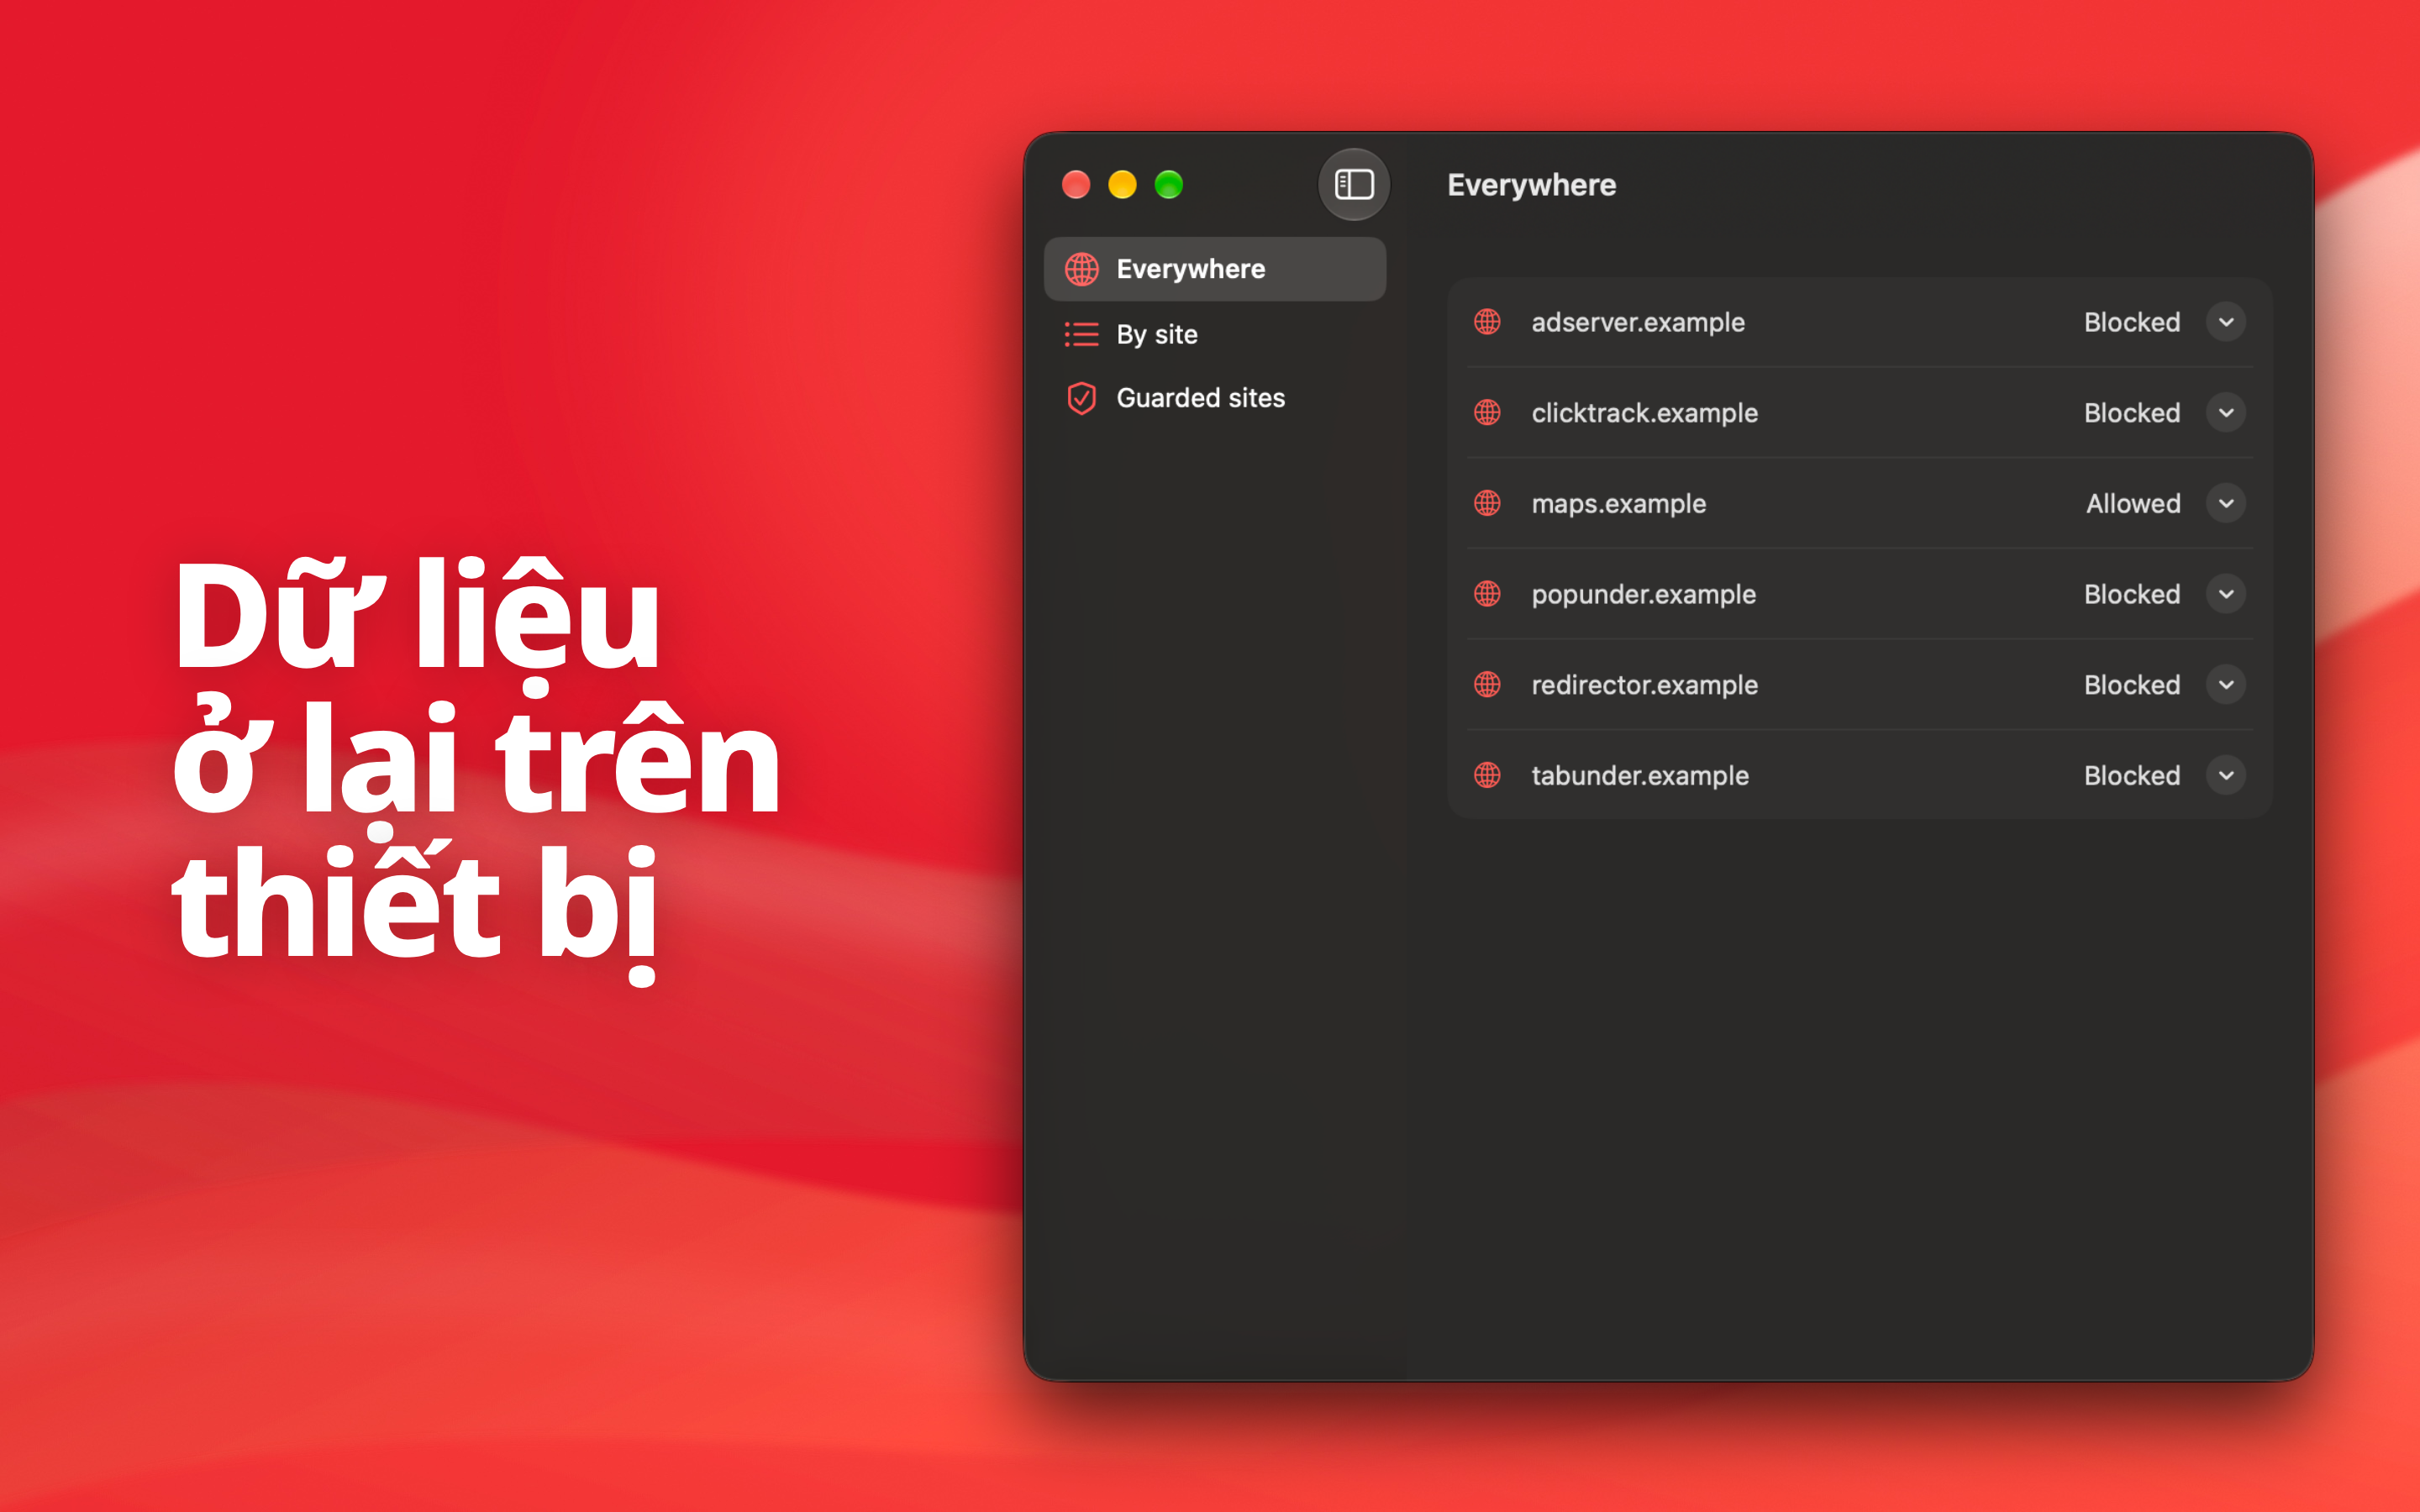 Dữ liệu
ở lại trên
thiết bị
Everywhere
By site
Guarded sites
Everywhere
adserver.example Blocked
clicktrack.example Blocked
maps.example Allowed
popunder.example Blocked
redirector.example Blocked
tabunder.example Blocked